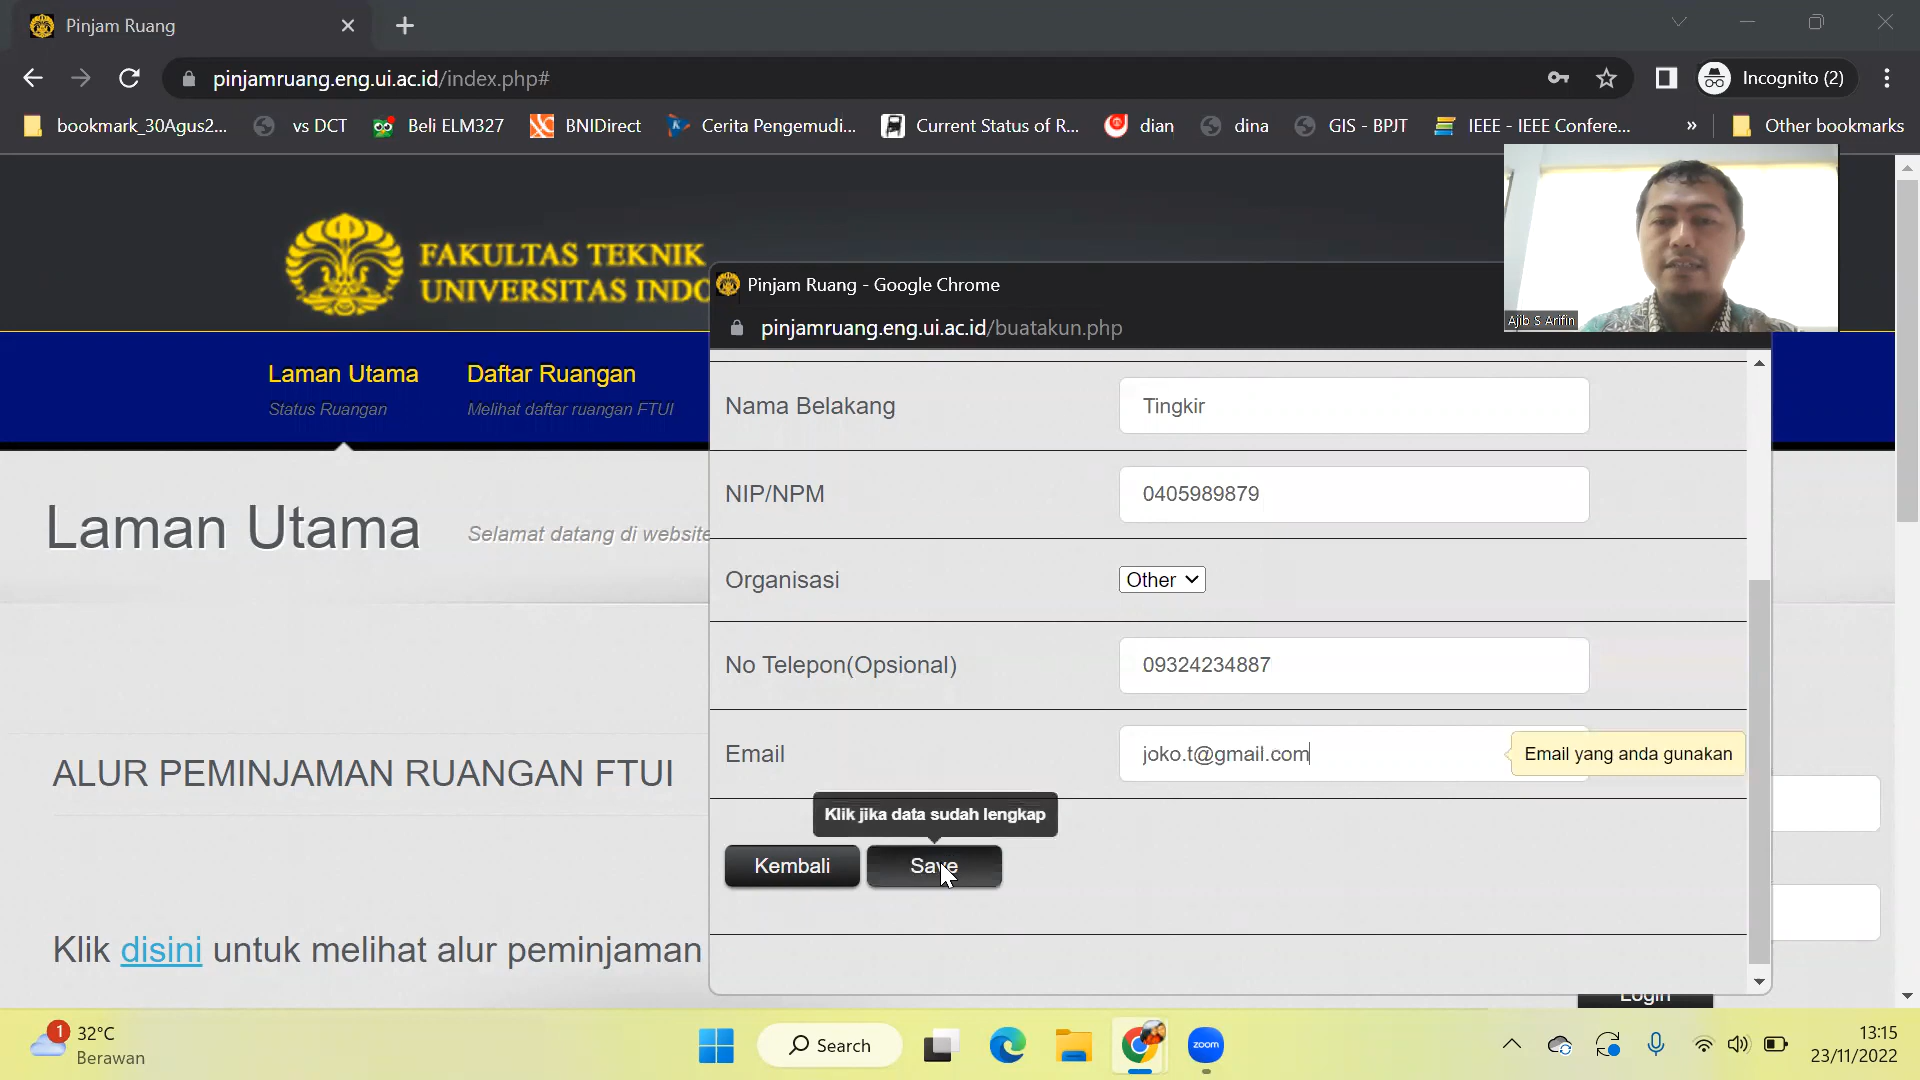 Pinjam Ruang
pinjamruang.eng.ui.ac.id/index.php#
Incognito (2)
bookmark_30Agus2...
vs DCT
Beli ELM327
BNIDirect
Cerita Pengemudi...
Current Status of R...
dian
dina
GIS - BPJT
IEEE - IEEE Confere...
»
Other bookmarks
FAKULTAS TEKNIK
UNIVERSITAS INDO
Ajib S Arifin
Pinjam Ruang - Google Chrome
pinjamruang.eng.ui.ac.id/buatakun.php
Laman Utama
Status Ruangan
Daftar Ruangan
Melihat daftar ruangan FTUI
Laman Utama
Selamat datang di website
ALUR PEMINJAMAN RUANGAN FTUI
Klik disini untuk melihat alur peminjaman
Nama Belakang
Tingkir
NIP/NPM
0405989879
Organisasi
Other
No Telepon(Opsional)
09324234887
Email
joko.t@gmail.com
Email yang anda gunakan
Klik jika data sudah lengkap
Kembali
Save
Login
1
32°C
Berawan
Search
zoom
13:15
23/11/2022